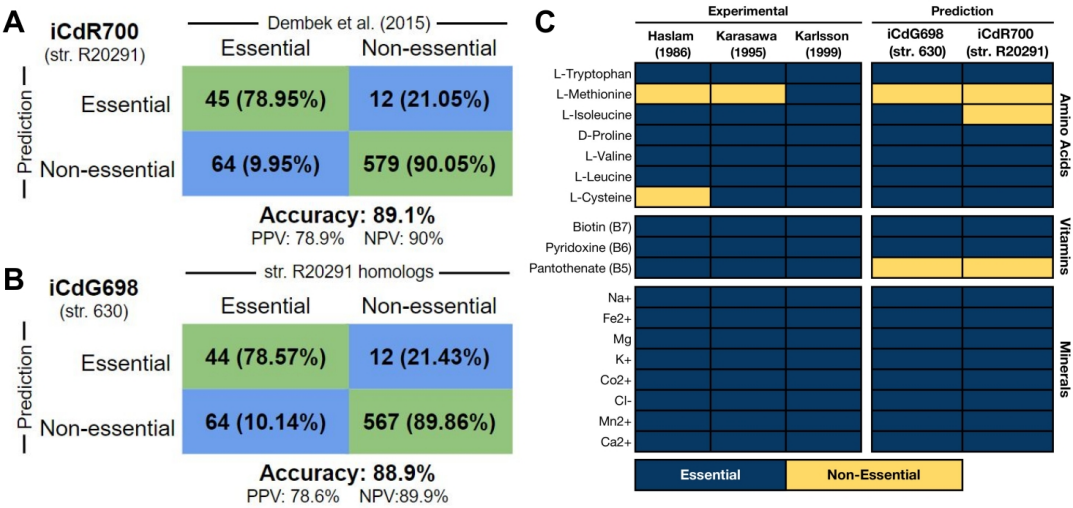 A
iCdR700
(str. R20291)
Dembek et al. (2015)
Essential
Non-essential
Prediction
Essential
45 (78.95%)
12 (21.05%)
Non-essential
64 (9.95%)
579 (90.05%)
Accuracy: 89.1%
PPV: 78.9% NPV: 90%
B
iCdG698
(str. 630)
str. R20291 homologs
Essential
Non-essential
Prediction
Essential
44 (78.57%)
12 (21.43%)
Non-essential
64 (10.14%)
567 (89.86%)
Accuracy: 88.9%
PPV: 78.6% NPV:89.9%
C
Experimental
Prediction
Haslam
(1986)
Karasawa
(1995)
Karlsson
(1999)
iCdG698
(str. 630)
iCdR700
(str. R20291)
L-Tryptophan
L-Methionine
L-Isoleucine
D-Proline
L-Valine
L-Leucine
L-Cysteine
Amino Acids
Biotin (B7)
Pyridoxine (B6)
Pantothenate (B5)
Vitamins
Na+
Fe2+
Mg
K+
Co2+
Cl-
Mn2+
Ca2+
Minerals
Essential
Non-Essential